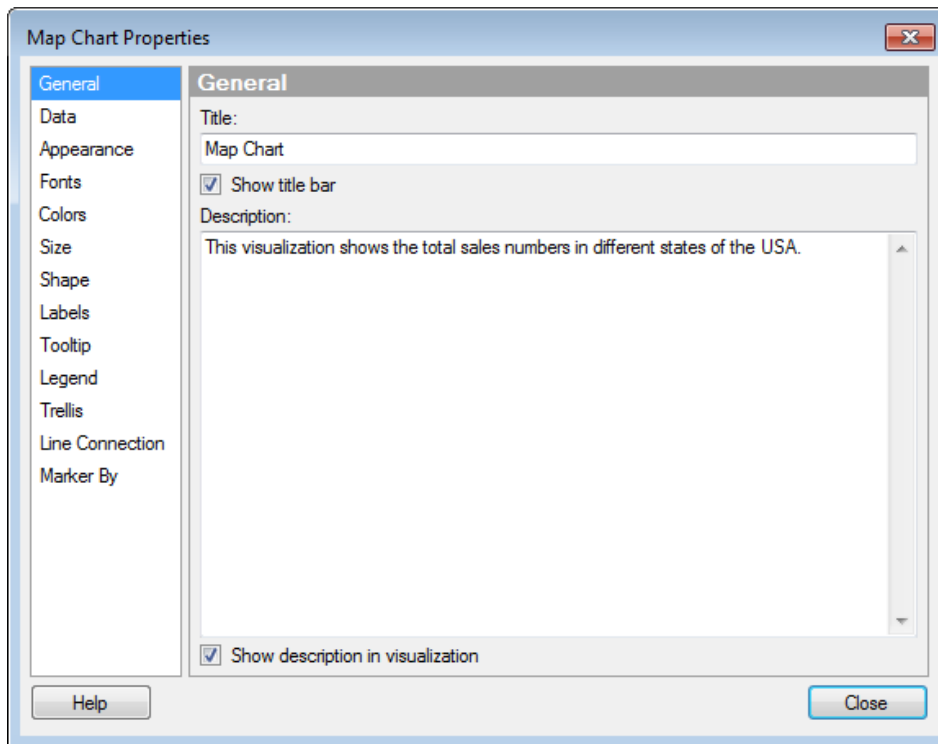 Map Chart Properties
General
Data
Appearance
Fonts
Colors
Size
Shape
Labels
Tooltip
Legend
Trellis
Line Connection
Marker By
General
Title:
Map Chart
Show title bar
Description:
This visualization shows the total sales numbers in different states of the USA.
Show description in visualization
Help
Close